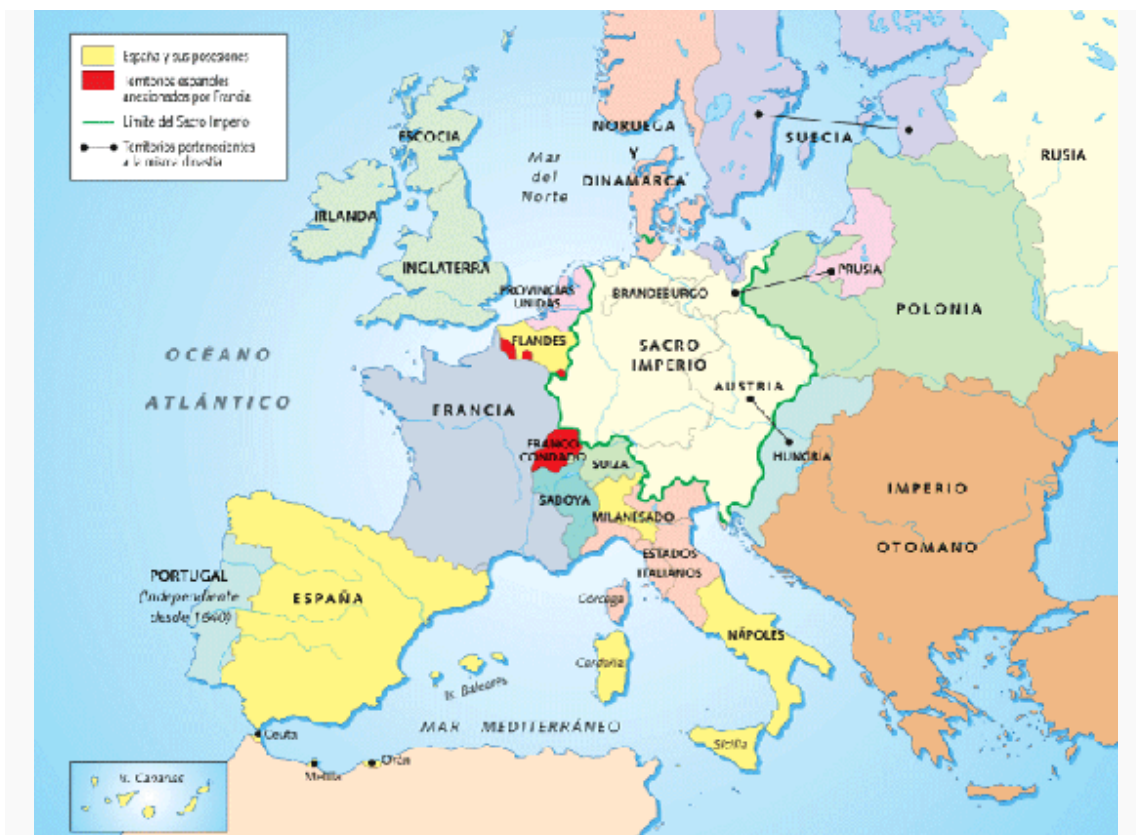 España y sus posesiones
Territorios españoles
anexionados por Francia
Límite del Sacro Imperio
Territorios pertenecientes
a la misma dinastía
ESCOCIA
IRLANDA
INGLATERRA
Mar
del
Norte
NORUEGA
Y
DINAMARCA
SUECIA
RUSIA
PROVINCIAS
UNIDAS
BRANDEBURGO
PRUSIA
POLONIA
FLANDES
SACRO
IMPERIO
OCÉANO
ATLÁNTICO
FRANCIA
AUSTRIA
FRANCO
CONDADO
SUIZA
HUNGRÍA
SABOYA
MILANESADO
IMPERIO
OTOMANO
ESTADOS
ITALIANOS
PORTUGAL
(Independiente
desde 1640)
ESPAÑA
Córcega
NÁPOLES
Cerdeña
Is. Baleares
MAR MEDITERRÁNEO
Sicilia
Ceuta
Melilla
Orán
Is. Canarias